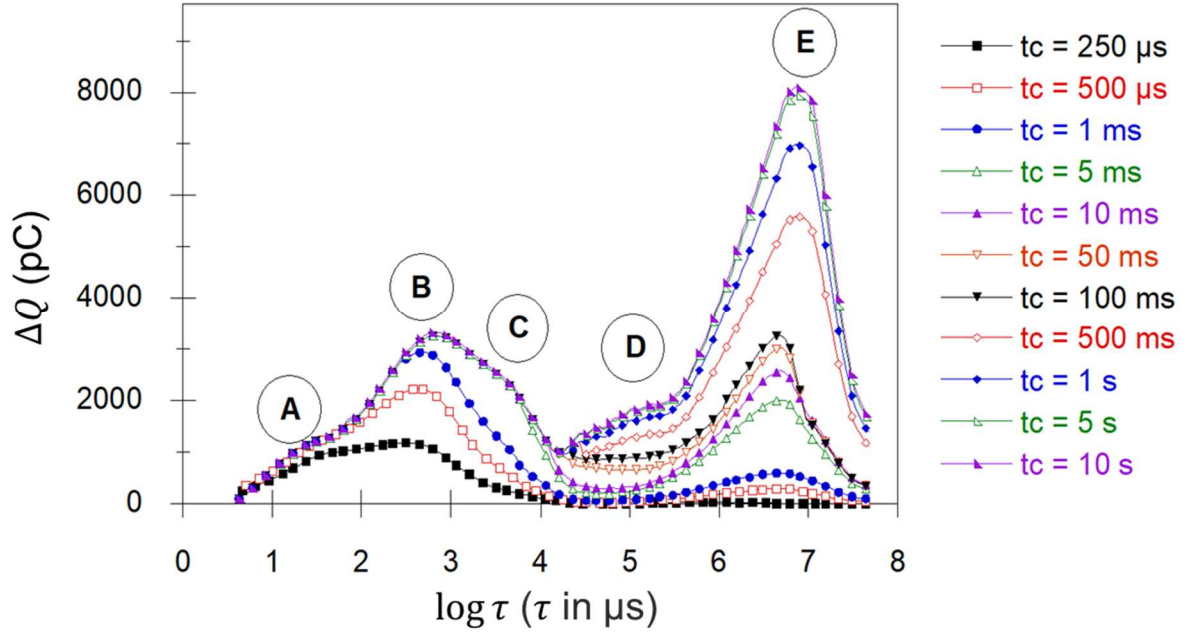 ΔQ (pC)
8000
6000
4000
2000
0
A
B
C
D
E
0 1 2 3 4 5 6 7 8
log τ (τ in μs)
tc = 250 μs
tc = 500 μs
tc = 1 ms
tc = 5 ms
tc = 10 ms
tc = 50 ms
tc = 100 ms
tc = 500 ms
tc = 1 s
tc = 5 s
tc = 10 s